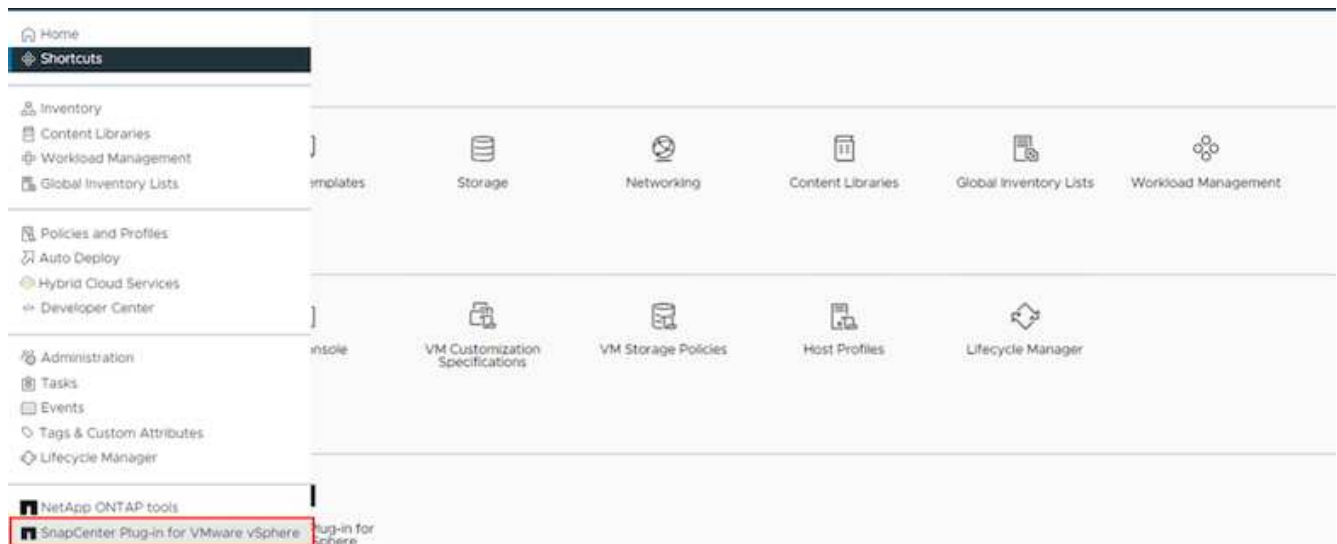 Home
Shortcuts
Inventory
Content Libraries
Workload Management
Global Inventory Lists
Policies and Profiles
Auto Deploy
Hybrid Cloud Services
Developer Center
Administration
Tasks
Events
Tags & Custom Attributes
Lifecycle Manager
NetApp ONTAP tools
SnapCenter Plug-in for VMware vSphere
emplates
Storage
Networking
Content Libraries
Global Inventory Lists
Workload Management
onsole
VM Customization
Specifications
VM Storage Policies
Host Profiles
Lifecycle Manager
Plug-in for
Sphere